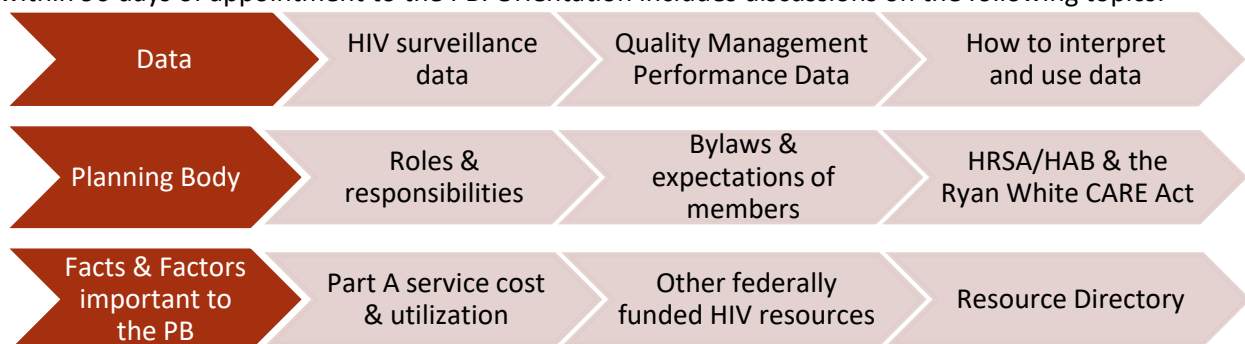 within days of appointment to the PB. Orientation includes discussions on the following topics:
Data
HIV surveillance
data
Quality Management
Performance Data
How to interpret
and use data
Planning Body
Roles &
responsibilities
Bylaws &
expectations of
members
HRSA/HAB & the
Ryan White CARE Act
Facts & Factors
important to
the PB
Part A service cost
& utilization
Other federally
funded HIV resources
Resource Directory